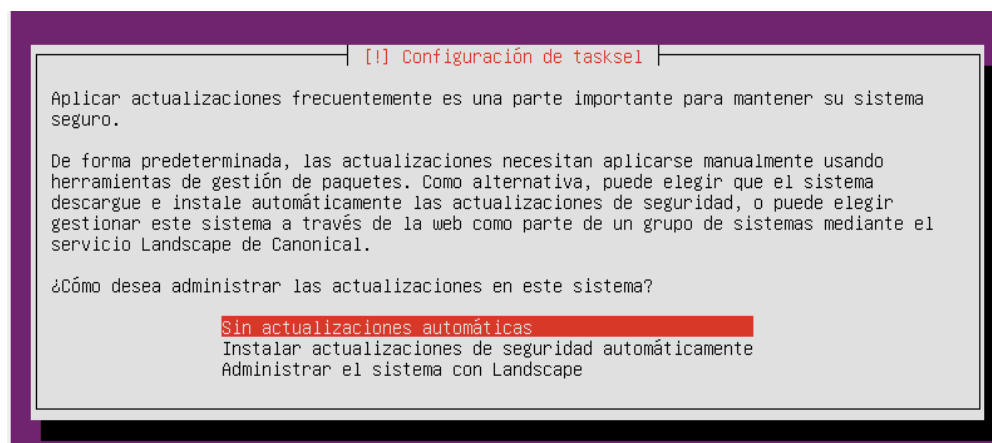 [!] Configuración de tasksel
Aplicar actualizaciones frecuentemente es una parte importante para mantener su sistema
seguro.
De forma predeterminada, las actualizaciones necesitan aplicarse manualmente usando
herramientas de gestión de paquetes. Como alternativa, puede elegir que el sistema
descargue e instale automáticamente las actualizaciones de seguridad, o puede elegir
gestionar este sistema a través de la web como parte de un grupo de sistemas mediante el
servicio Landscape de Canonical.
¿Cómo desea administrar las actualizaciones en este sistema?
Sin actualizaciones automáticas
Instalar actualizaciones de seguridad automáticamente
Administrar el sistema con Landscape